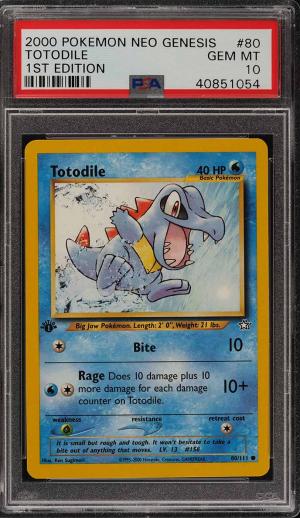 2000 POKEMON NEO GENESIS #80
TOTODILE GEM MT
1ST EDITION 10
PSA 40851054
Totodile 40 HP
Basic Pokémon
Big Jaw Pokémon. Length: 2' 0", Weight: 21 lbs.
Bite 10
Rage Does 10 damage plus 10
more damage for each damage 10+
counter on Totodile.
weakness resistance retreat cost
It is small but rough and tough. It won't hesitate to take
a bite out of anything that moves. LV. 13 #158
Illus. Ken Sugimori
80/111